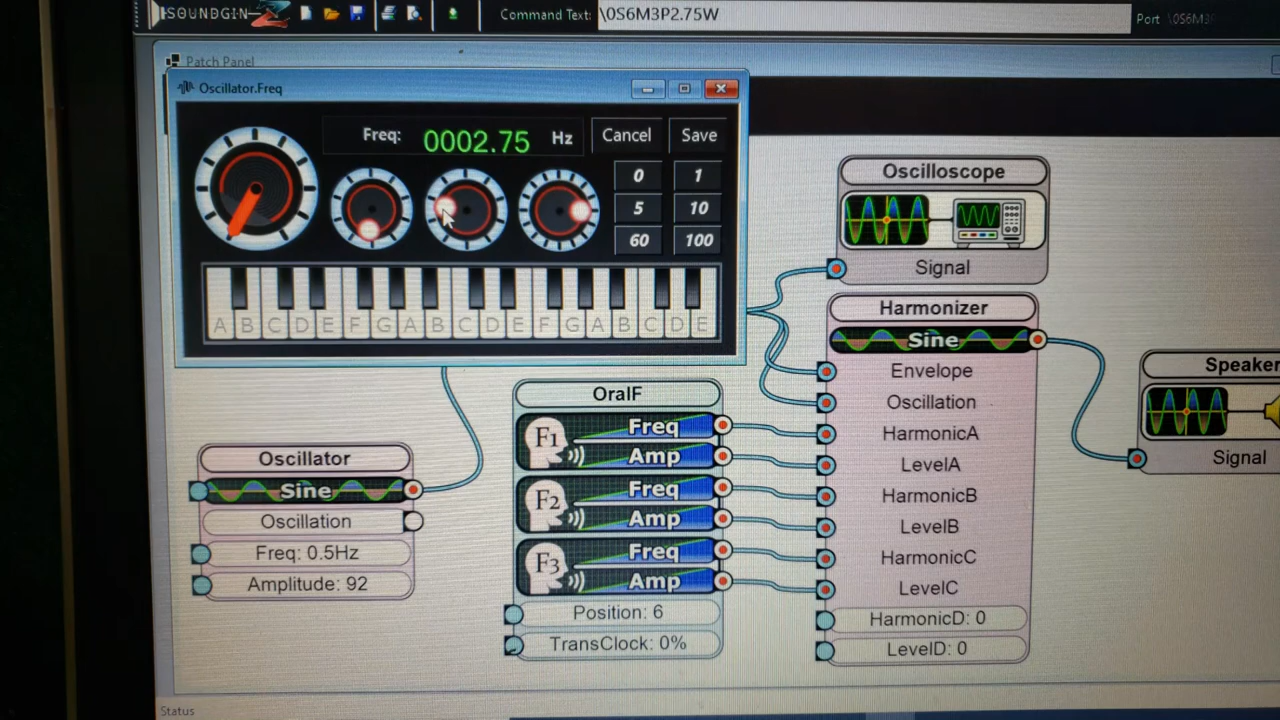 SOUNDGIN
Command Text: \0S6M3P2.75W
Port \0S6M3
Patch Panel
Oscillator.Freq
Freq: 0002.75 Hz
Cancel Save
0 1
5 10
60 100
A B C D E F G A B C D E F G A B C D E
Oscilloscope
Signal
Harmonizer
Sine
Envelope
Oscillation
HarmonicA
LevelA
HarmonicB
LevelB
HarmonicC
LevelC
HarmonicD: 0
LevelD: 0
Speaker
Signal
OralF
F1 Freq
Amp
F2 Freq
Amp
F3 Freq
Amp
Position: 6
TransClock: 0%
Oscillator
Sine
Oscillation
Freq: 0.5Hz
Amplitude: 92
Status